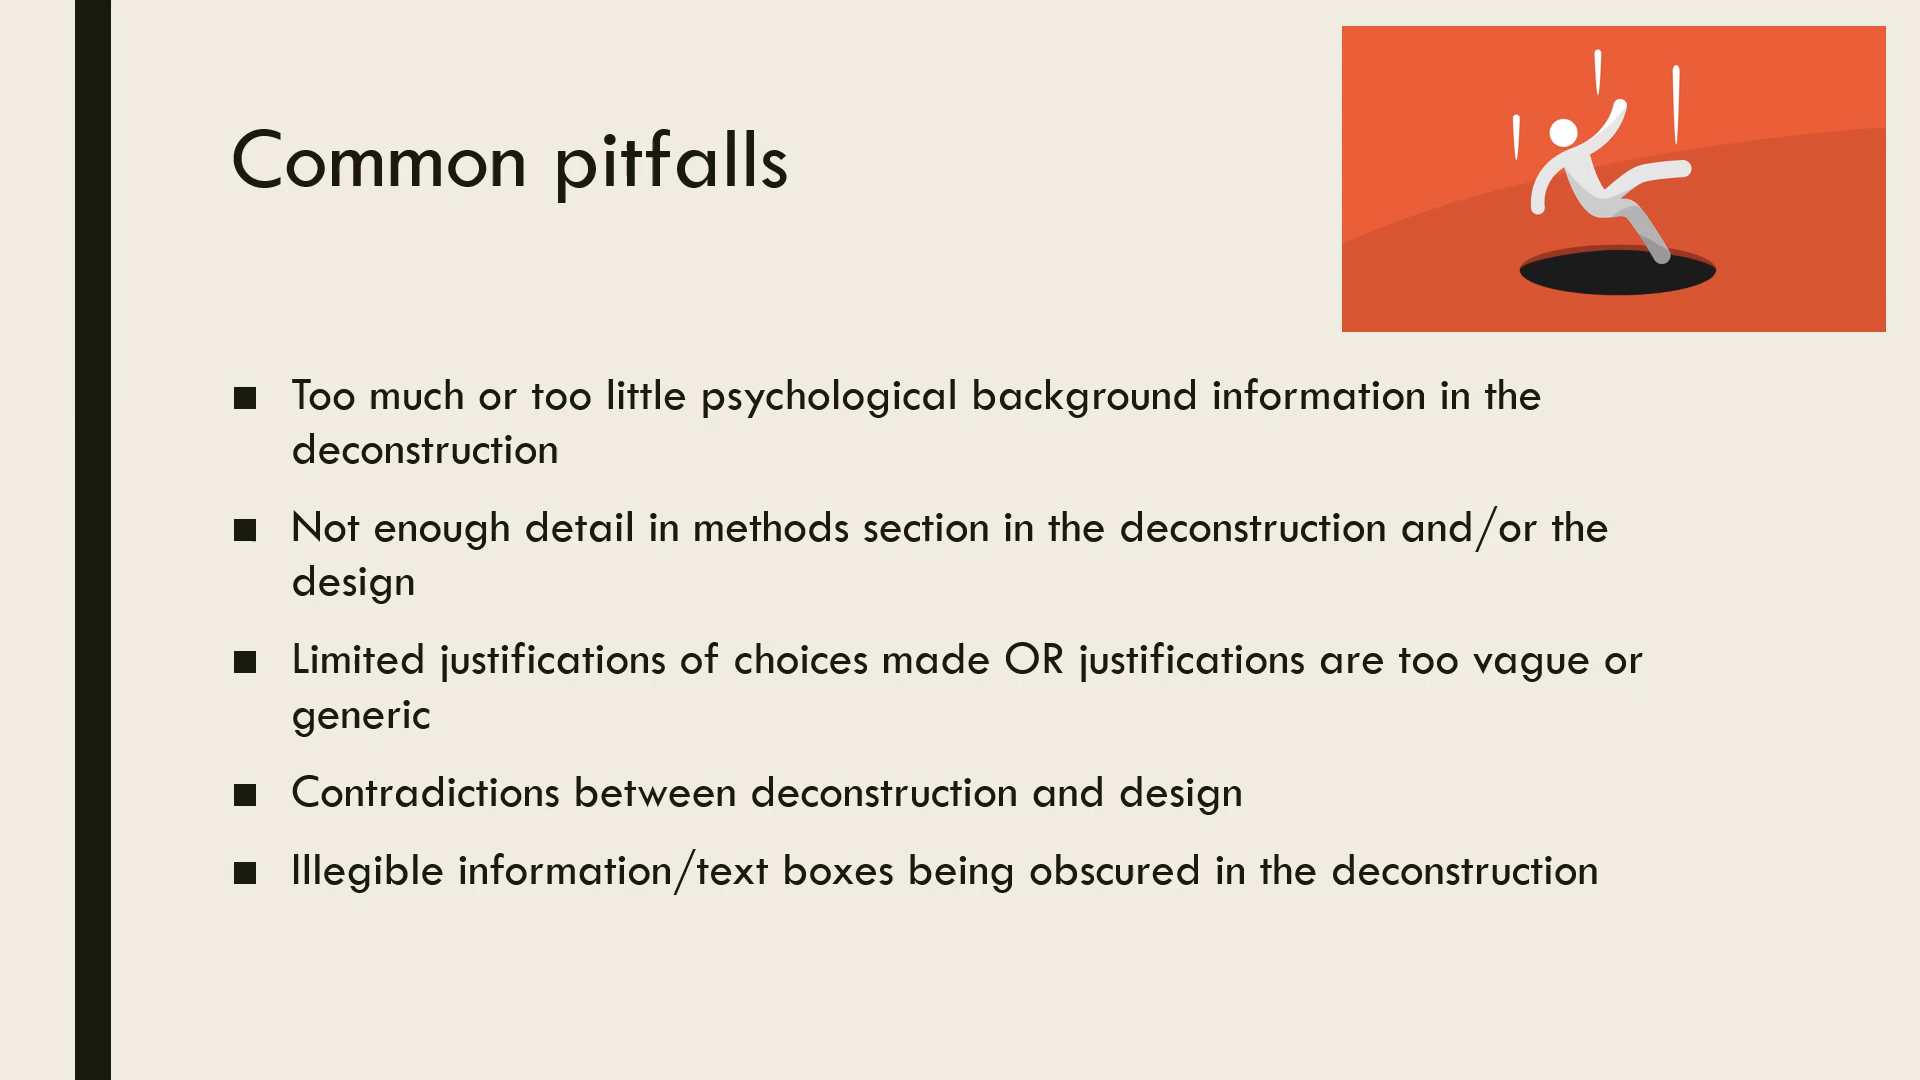 Common pitfalls
■ Too much or too little psychological background information in the
deconstruction
■ Not enough detail in methods section in the deconstruction and/or the
design
■ Limited justifications of choices made OR justifications are too vague or
generic
■ Contradictions between deconstruction and design
■ Illegible information/text boxes being obscured in the deconstruction